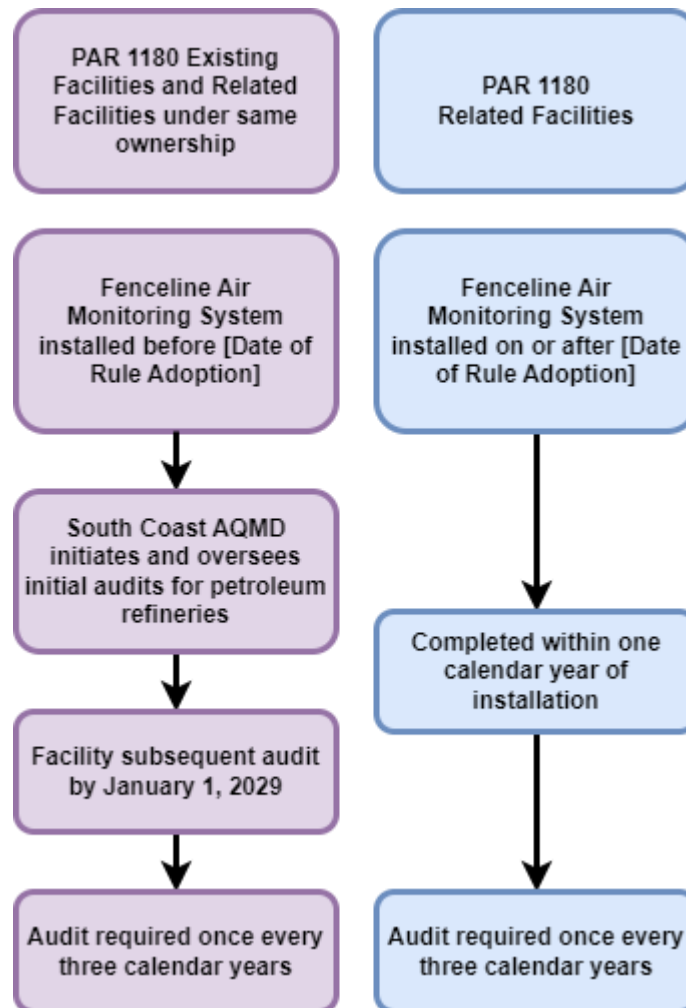 PAR 1180 Existing
Facilities and Related
Facilities under same
ownership
PAR 1180
Related Facilities
Fenceline Air
Monitoring System
installed before [Date of
Rule Adoption]
Fenceline Air
Monitoring System
installed on or after [Date
of Rule Adoption]
South Coast AQMD
initiates and oversees
initial audits for petroleum
refineries
Completed within one
calendar year of
installation
Facility subsequent audit
by January 1, 2029
Audit required once every
three calendar years
Audit required once every
three calendar years